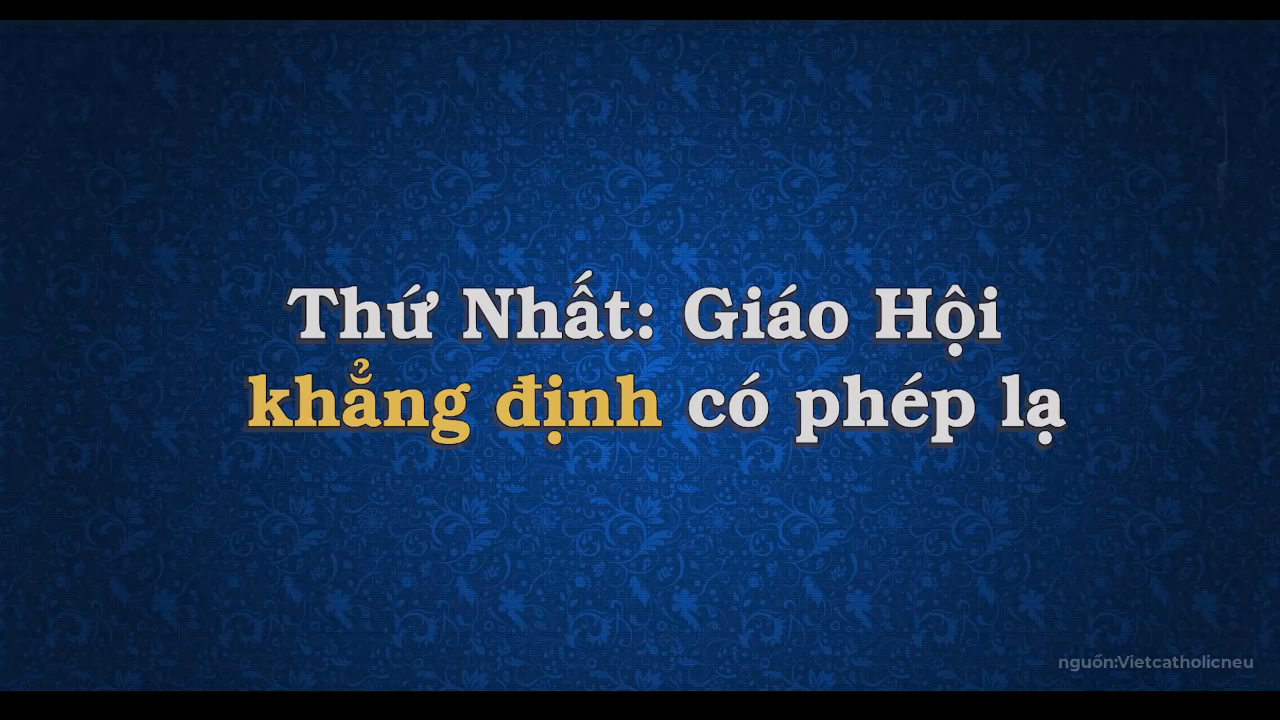 Thứ Nhất: Giáo Hội
khẳng định có phép lạ
nguồn:Vietcatholicneu